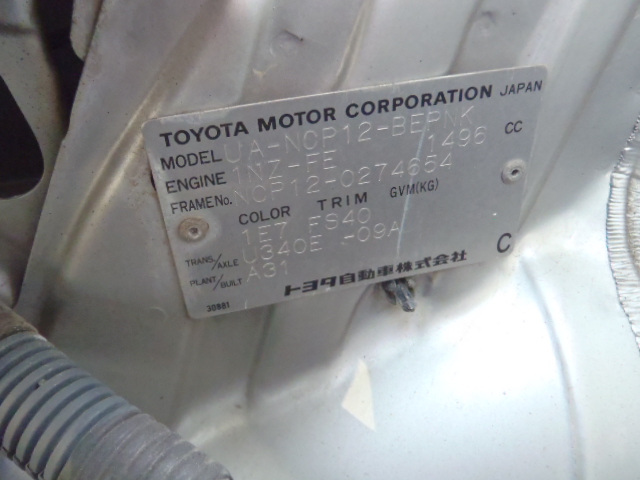 TOYOTA MOTOR CORPORATION JAPAN
MODEL UA-NCP12-BEPNK
ENGINE 1NZ-FE 1496 CC
FRAME No. NCP12-0274654
COLOR TRIM GVM(KG)
1E7 FS40
TRANS/AXLE U340E -09A
PLANT/BUILT A31
トヨタ自動車株式会社 C
30881